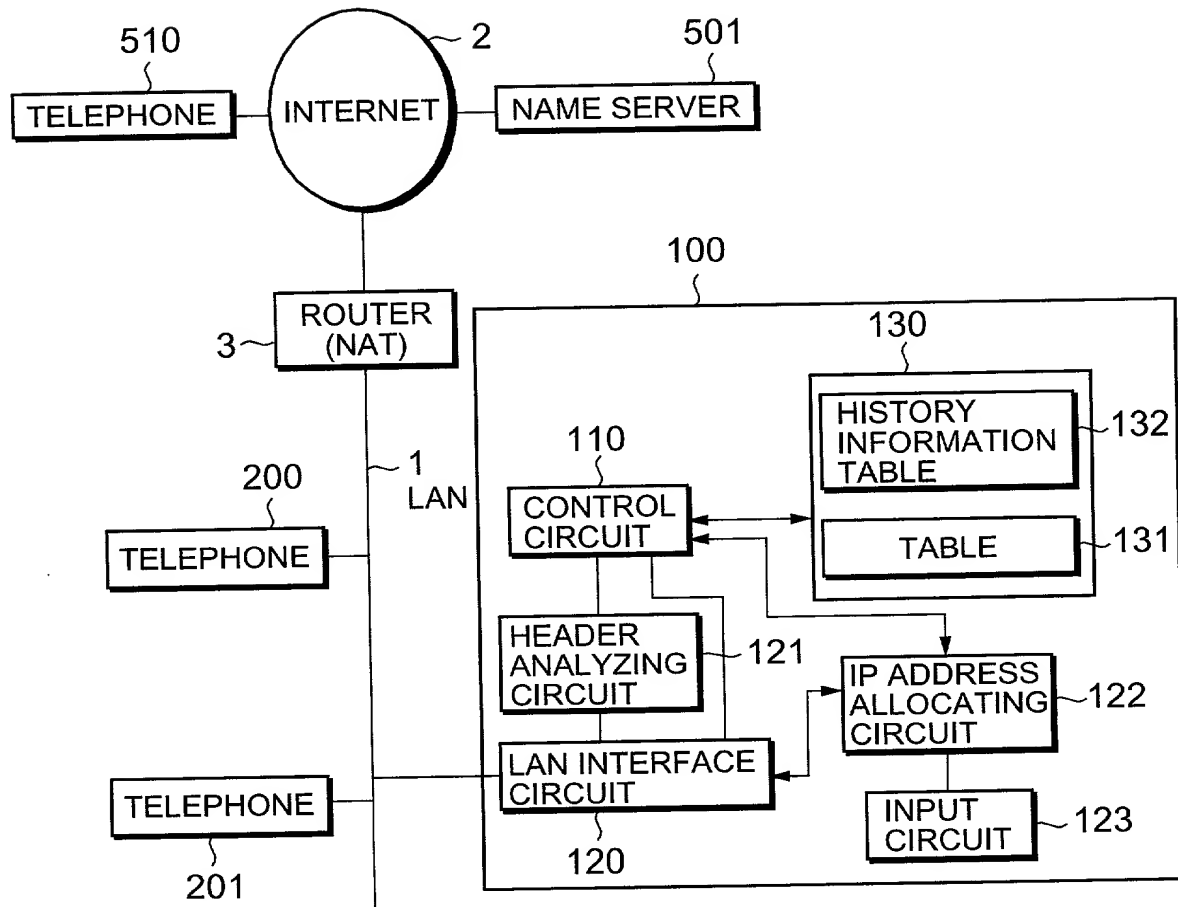 510
2
501
TELEPHONE
INTERNET
NAME SERVER
100
ROUTER
(NAT)
3
130
HISTORY
INFORMATION
TABLE
132
1
LAN
110
200
CONTROL
CIRCUIT
TELEPHONE
TABLE
131
HEADER
ANALYZING
CIRCUIT
121
IP ADDRESS
ALLOCATING
CIRCUIT
122
LAN INTERFACE
CIRCUIT
TELEPHONE
INPUT
CIRCUIT
123
120
201